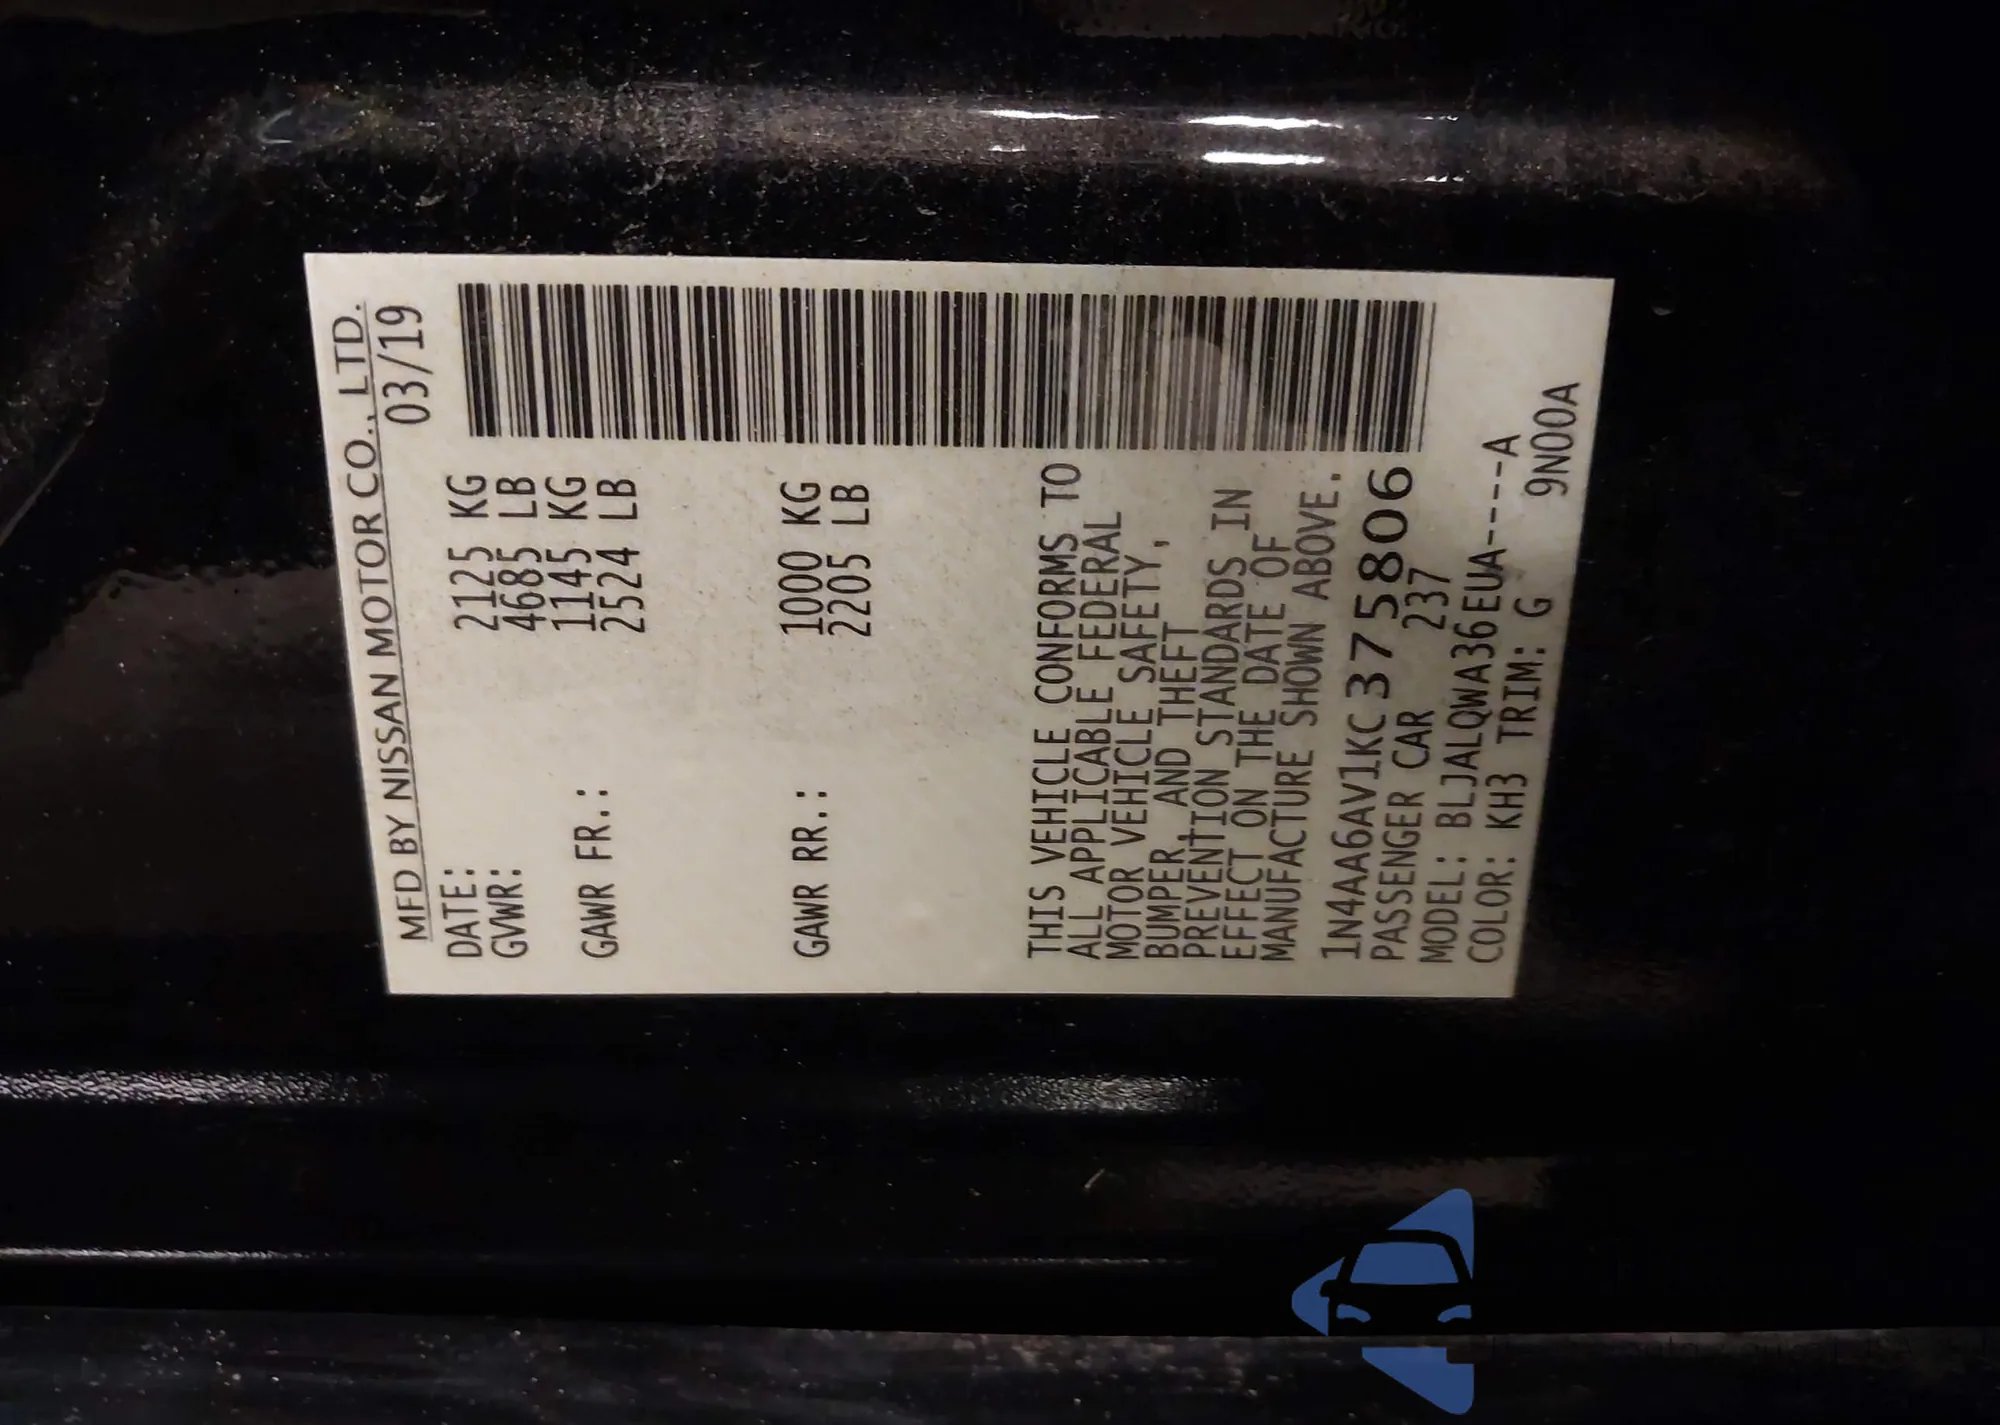 MFD BY NISSAN MOTOR CO., LTD.
DATE: 03/19
GVWR: 2125 KG
4685 LB
GAWR FR.: 1145 KG
2524 LB
GAWR RR.: 1000 KG
2205 LB
THIS VEHICLE CONFORMS TO
ALL APPLICABLE FEDERAL
MOTOR VEHICLE SAFETY,
BUMPER, AND THEFT
PREVENTION STANDARDS IN
EFFECT ON THE DATE OF
MANUFACTURE SHOWN ABOVE.
1N4AA6AV1KC375806
PASSENGER CAR 237
MODEL: BLJALQWA36EUA-----A
COLOR: KH3 TRIM: G 9N00A